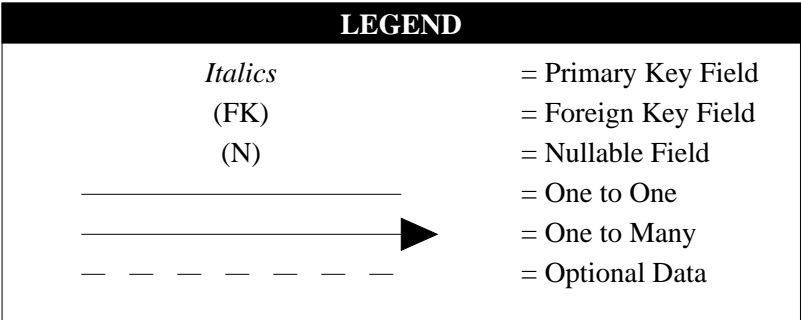 LEGEND
Italics = Primary Key Field
(FK) = Foreign Key Field
(N) = Nullable Field
= One to One
= One to Many
= Optional Data